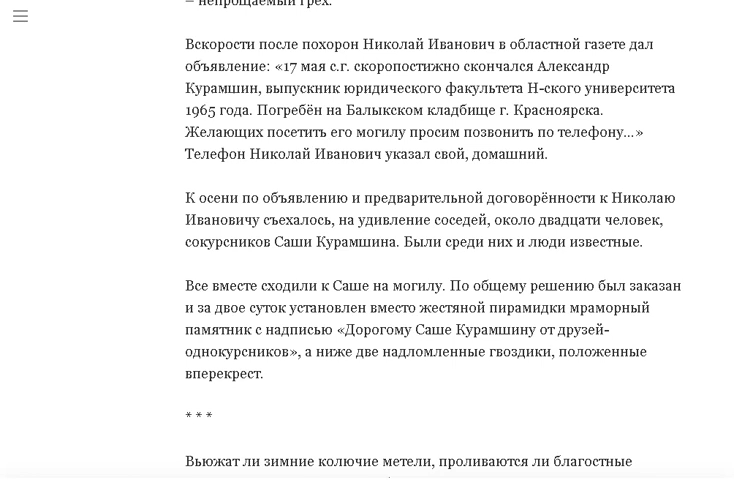 – непрощаемый грех.
Вскорости после похорон Николай Иванович в областной газете дал
объявление: «17 мая с.г. скоропостижно скончался Александр
Курамшин, выпускник юридического факультета Н-ского университета
1965 года. Погребён на Балыкском кладбище г. Красноярска.
Желающих посетить его могилу просим позвонить по телефону...»
Телефон Николай Иванович указал свой, домашний.
К осени по объявлению и предварительной договорённости к Николаю
Ивановичу съехалось, на удивление соседей, около двадцати человек,
сокурсников Саши Курамшина. Были среди них и люди известные.
Все вместе сходили к Саше на могилу. По общему решению был заказан
и за двое суток установлен вместо жестяной пирамидки мраморный
памятник с надписью «Дорогому Саше Курамшину от друзей-
однокурсников», а ниже две надломленные гвоздики, положенные
вперекрест.
* * *
Вьюжат ли зимние колючие метели, проливаются ли благостные